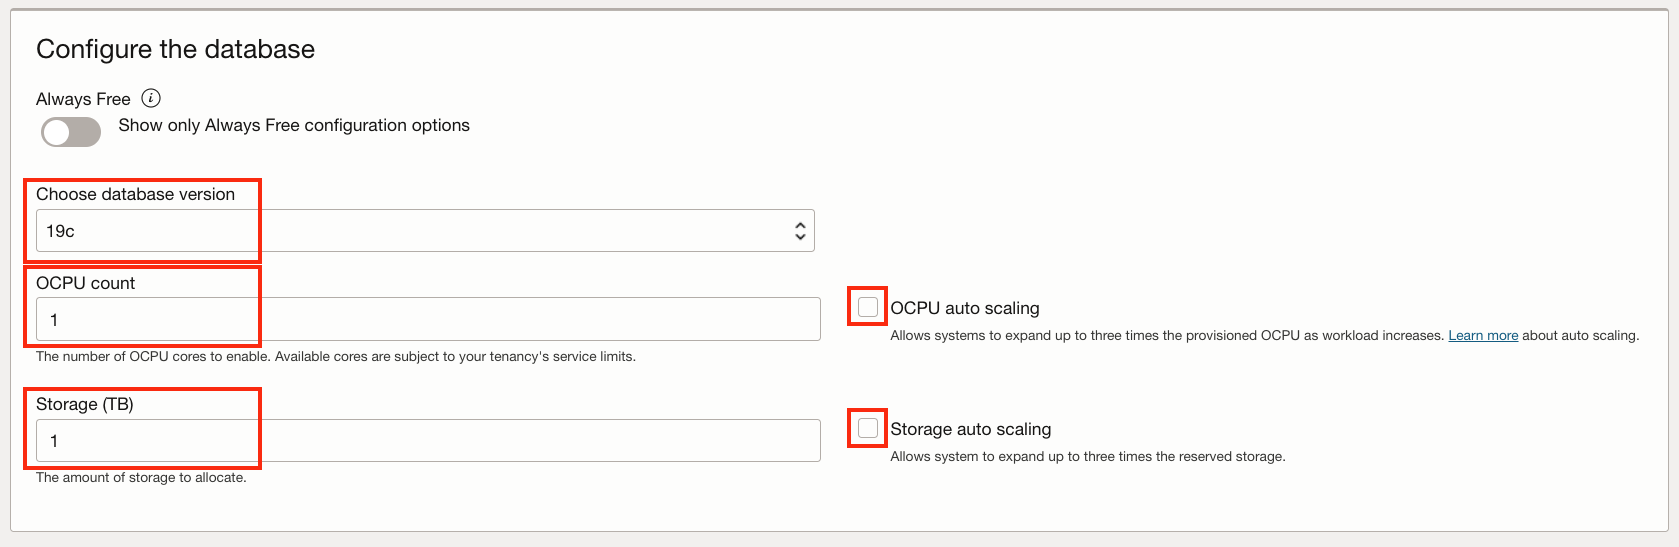 Configure the database
Always Free
Show only Always Free configuration options
Choose database version
19c
OCPU count
1
The number of OCPU cores to enable. Available cores are subject to your tenancy's service limits.
OCPU auto scaling
Allows systems to expand up to three times the provisioned OCPU as workload increases. Learn more about auto scaling.
Storage (TB)
1
The amount of storage to allocate.
Storage auto scaling
Allows system to expand up to three times the reserved storage.